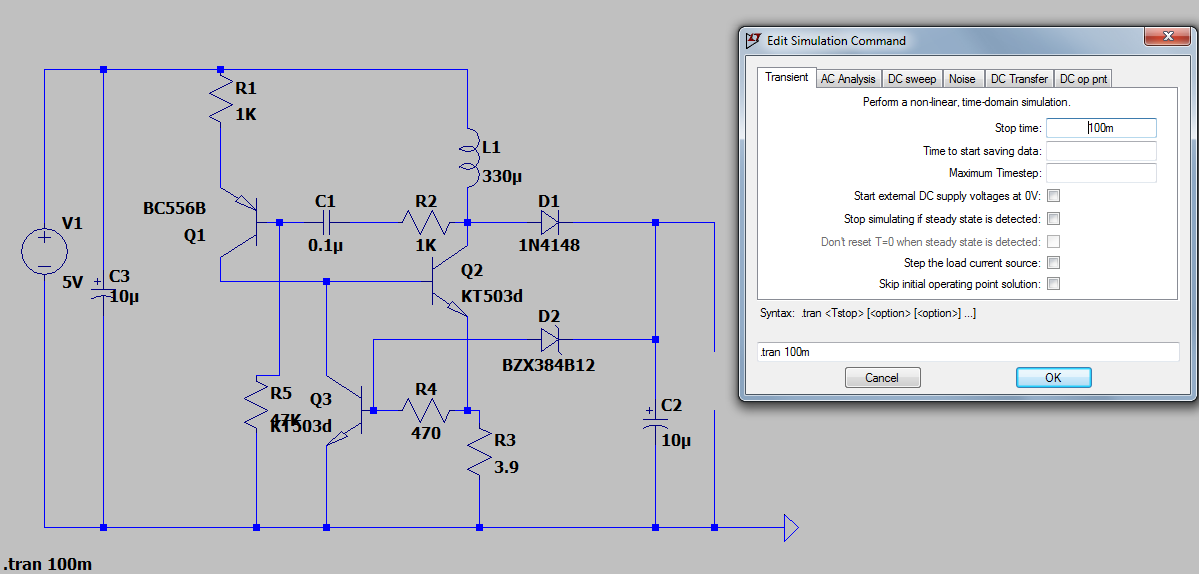 Edit Simulation Command
Transient
AC Analysis
DC sweep
Noise
DC Transfer
DC op pnt
Perform a non-linear, time-domain simulation.
Stop time:
100m
Time to start saving data:
Maximum Timestep:
Start external DC supply voltages at 0V:
Stop simulating if steady state is detected:
Don't reset T=0 when steady state is detected:
Step the load current source:
Skip initial operating point solution:
Syntax: .tran <Tstop> [<option> [<option>] ...]
.tran 100m
Cancel
OK
R1
1K
L1
330µ
BC556B
Q1
C1
0.1µ
R2
1K
D1
1N4148
V1
5V
C3
10µ
+
Q2
KT503d
D2
BZX384B12
R5
47K
Q3
KT503d
R4
470
R3
3.9
+
C2
10µ
.tran 100m